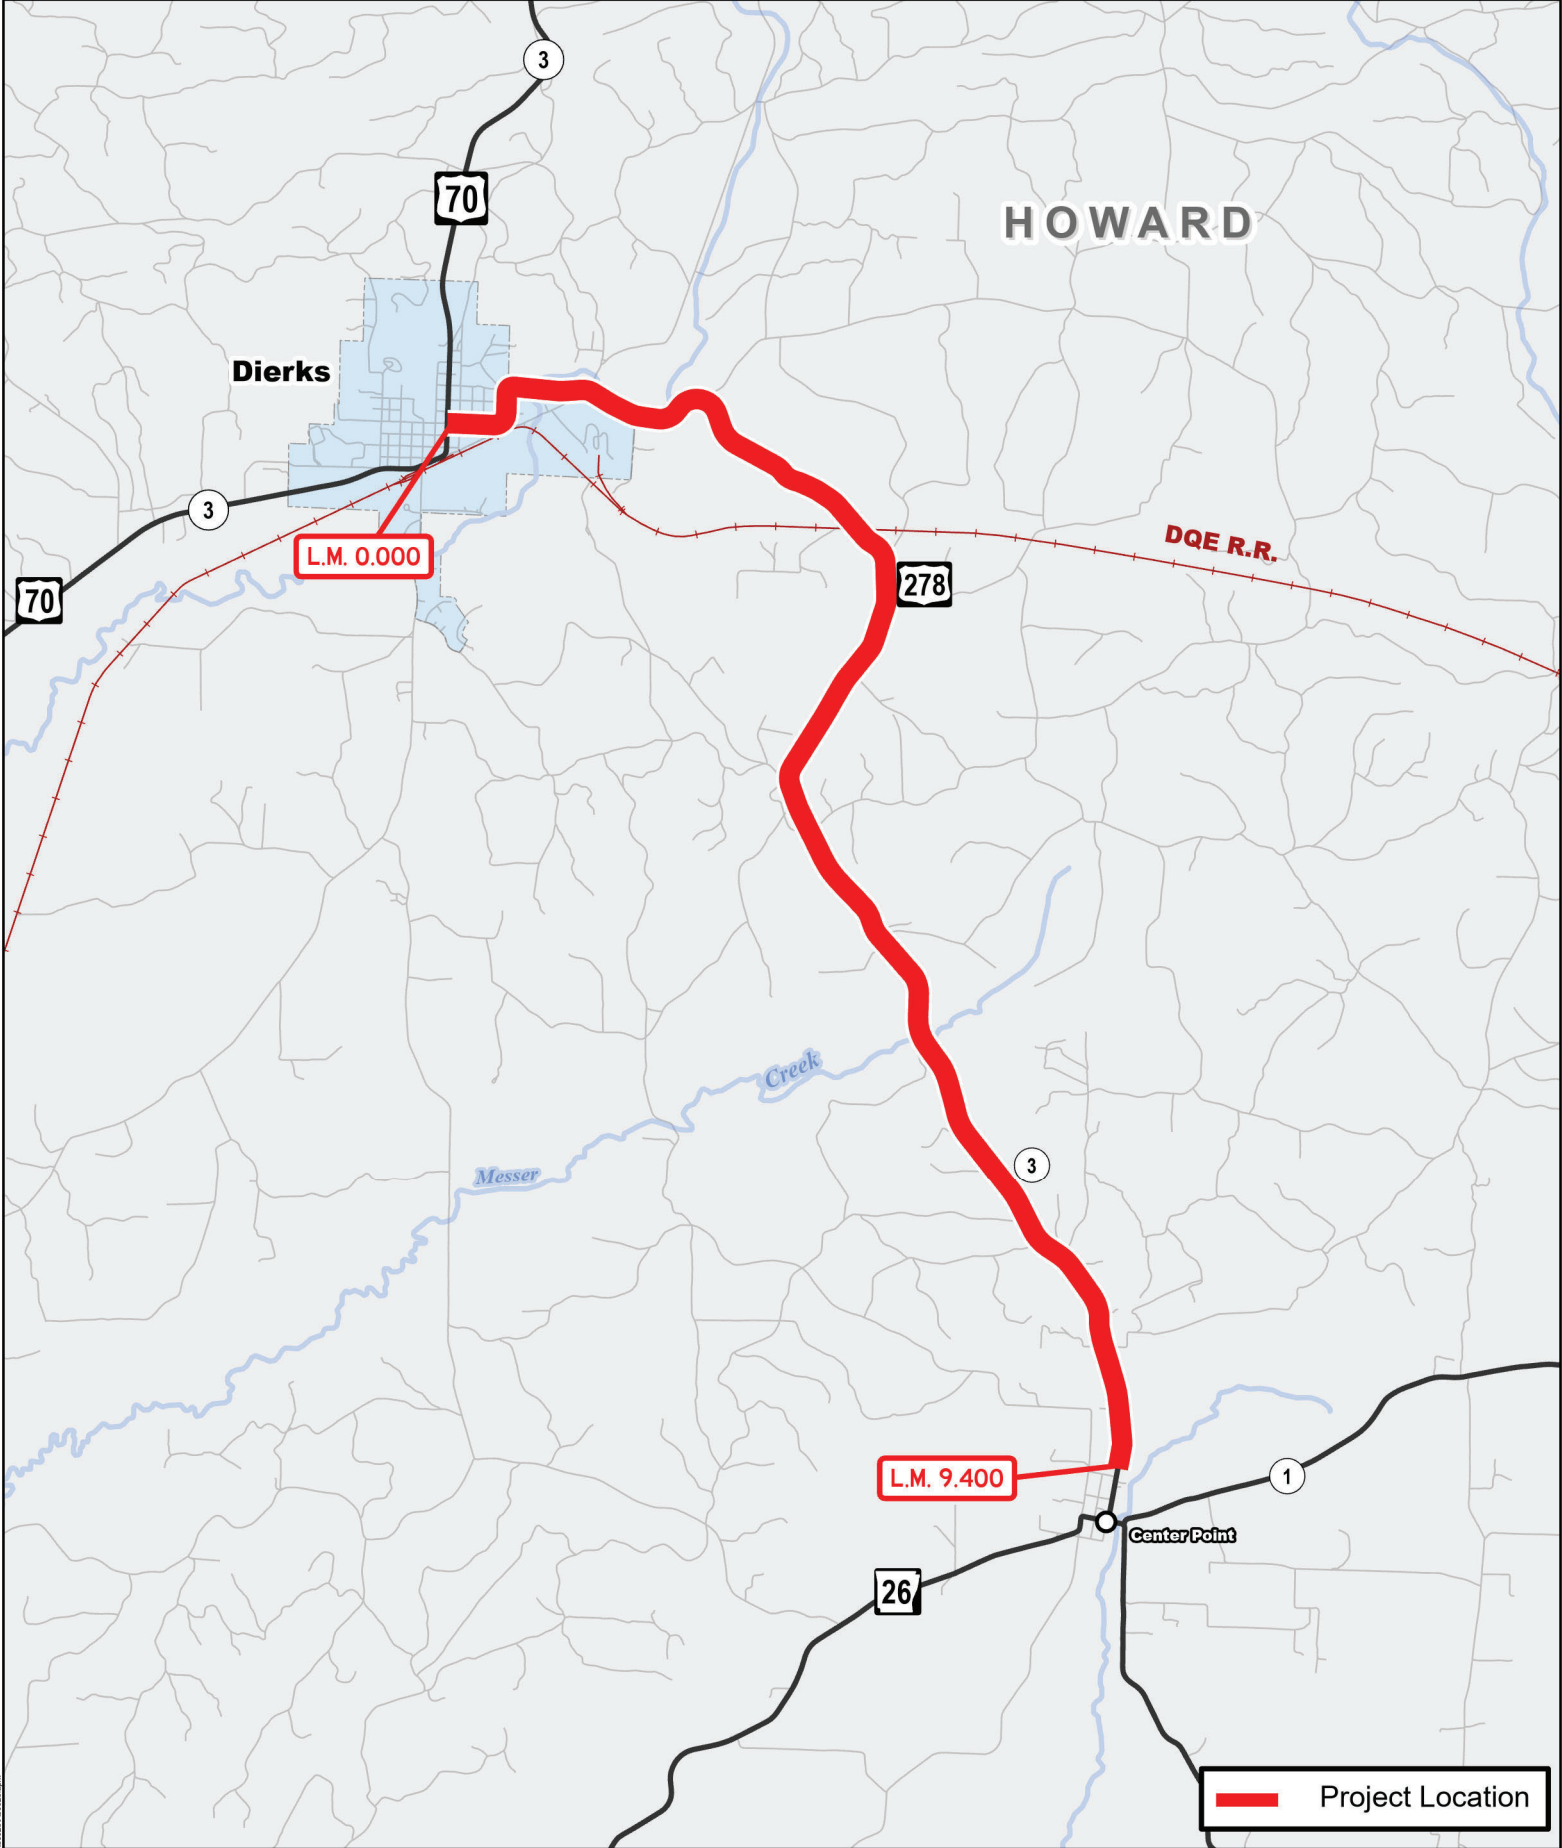 3
70
HOWARD
Dierks
3
DQE R.R.
L.M. 0.000
278
70
Creek
3
Messer
L.M. 9.400
1
Center Point
26
Project Location